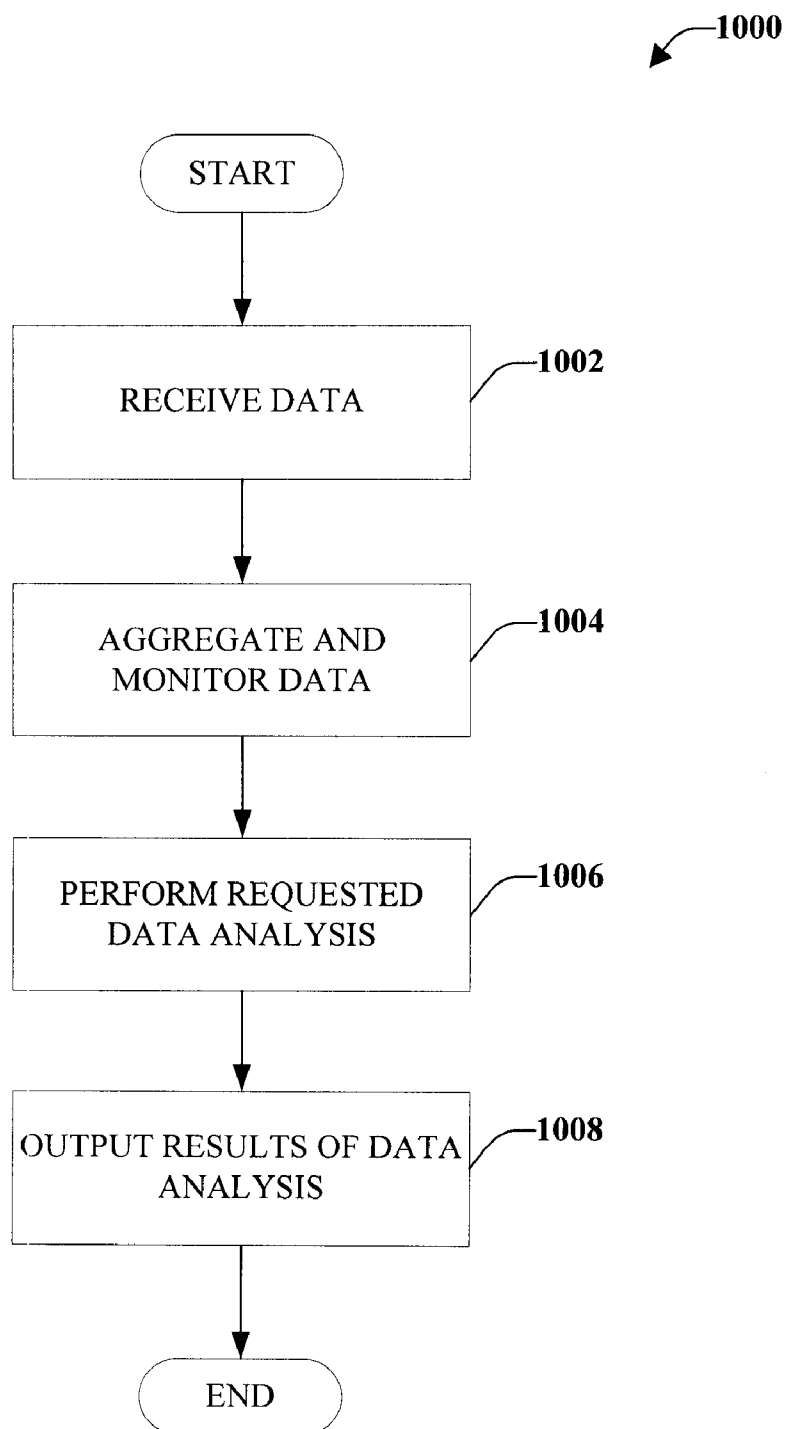 1000
START
RECEIVE DATA
1002
AGGREGATE AND
MONITOR DATA
1004
PERFORM REQUESTED
DATA ANALYSIS
1006
OUTPUT RESULTS OF DATA
ANALYSIS
1008
END